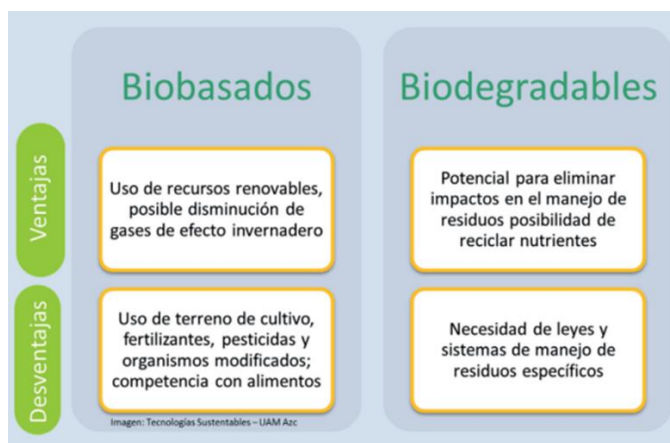 Biobasados
Biodegradables
Ventajas
Uso de recursos renovables,
posible disminución de
gases de efecto invernadero
Potencial para eliminar
impactos en el manejo de
residuos posibilidad de
reciclar nutrientes
Desventajas
Uso de terreno de cultivo,
fertilizantes, pesticidas y
organismos modificados;
competencia con alimentos
Necesidad de leyes y
sistemas de manejo de
residuos específicos
Imagen: Tecnologías Sustentables – UAM Azc